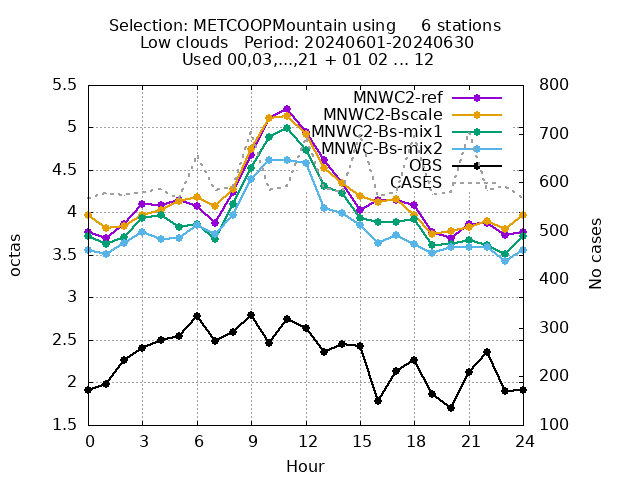 Selection: METCOOPMountain using     6 stations
Low clouds   Period: 20240601-20240630
Used 00,03,...,21 + 01 02 ... 12
MNWC2-ref
MNWC2-Bscale
MNWC2-Bs-mix1
MNWC-Bs-mix2
OBS
CASES
octas
5.5
5
4.5
4
3.5
3
2.5
2
1.5
No cases
800
700
600
500
400
300
200
100
0 3 6 9 12 15 18 21 24
Hour